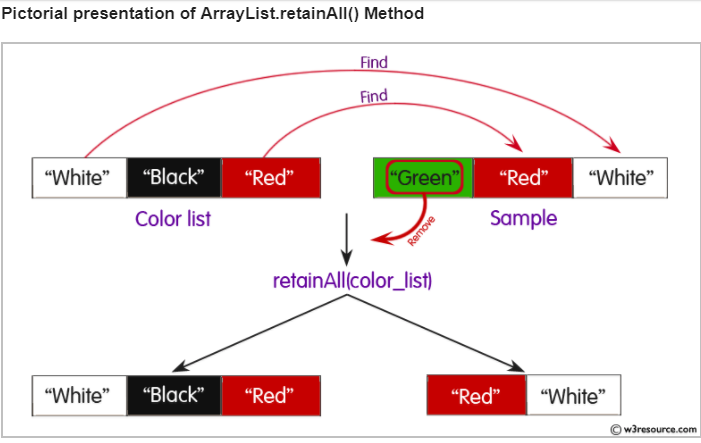 Pictorial presentation of ArrayList.retainAll() Method
Find
Find
“White” “Black” “Red” “Green” “Red” “White”
Color list Sample
Remove
retainAll(color_list)
“White” “Black” “Red” “Red” “White”
© w3resource.com